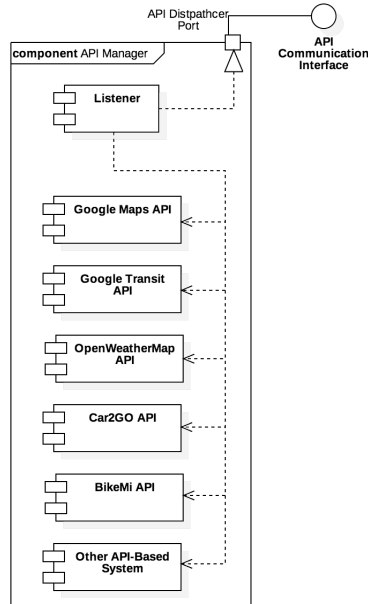 API Distpathcer
Port
API
Communication
Interface
component API Manager
Listener
Google Maps API
Google Transit
API
OpenWeatherMap
API
Car2GO API
BikeMi API
Other API-Based
System